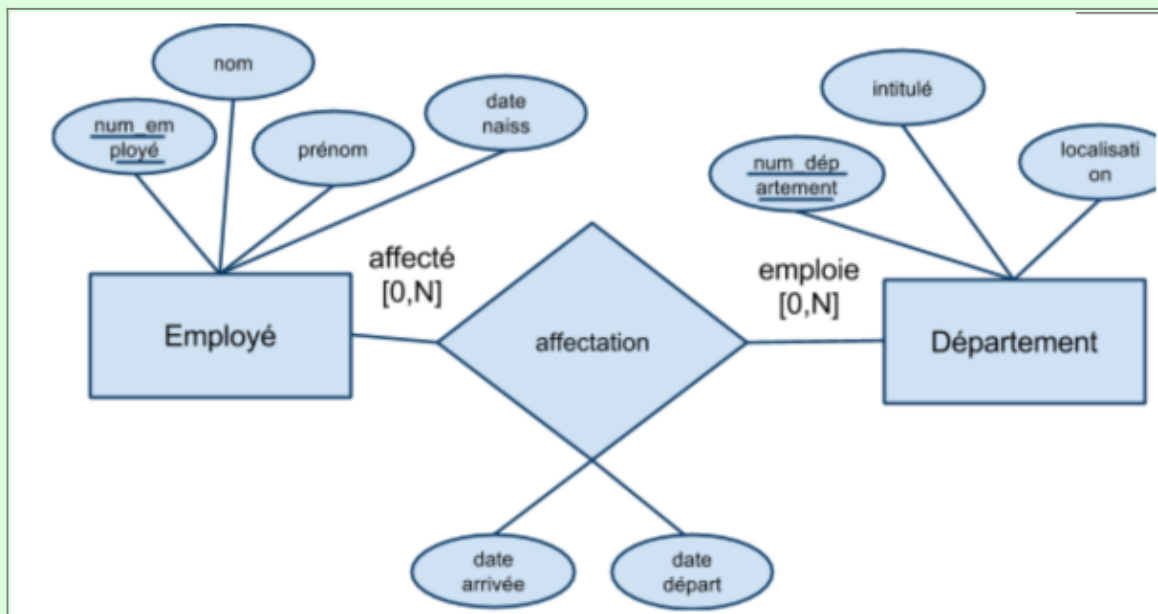 nom
num_em
ployé
prénom
date
naiss
intitulé
num_dép
artement
localisati
on
affecté
[0,N]
emploie
[0,N]
Employé
affectation
Département
date
arrivée
date
départ